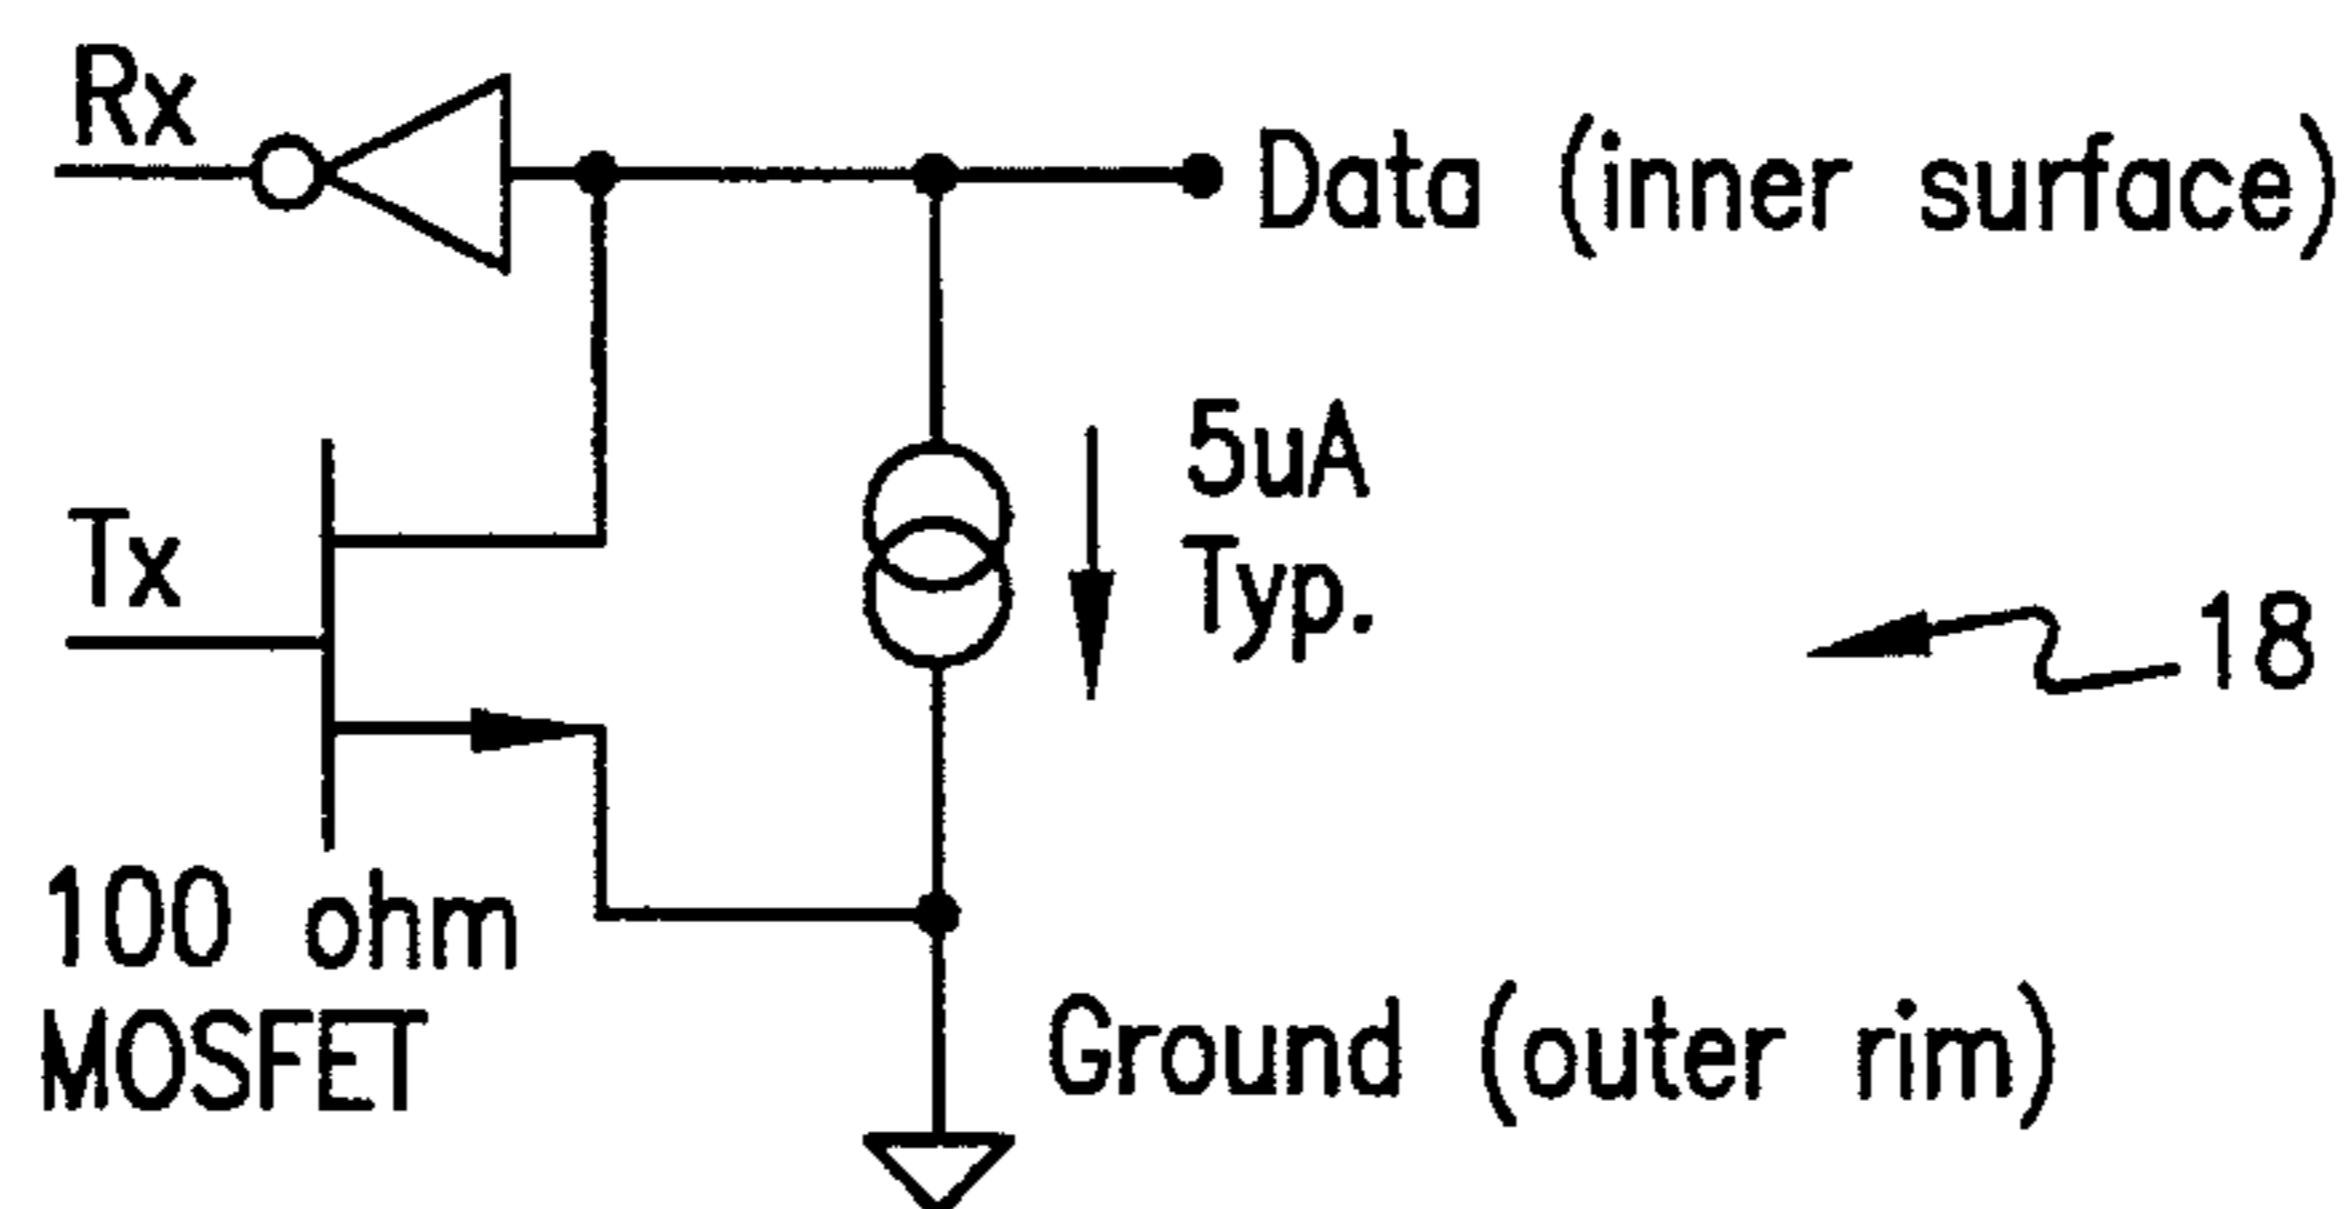 Rx
Data (inner surface)
5uA
Typ.
Tx
18
100 ohm
MOSFET
Ground (outer rim)